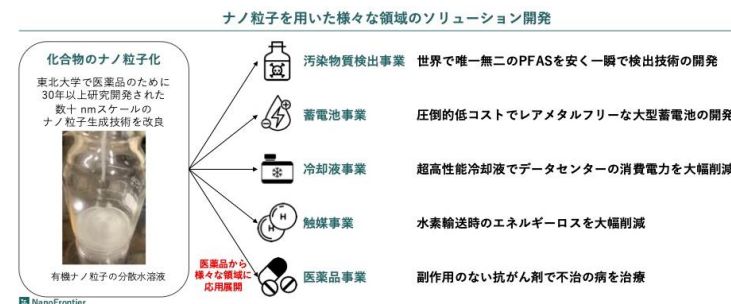 ナノ粒子を用いた様々な領域のソリューション開発
化合物のナノ粒子化
東北大学で医薬品のために
30年以上研究開発された
数十 nmスケールの
ナノ粒子生成技術を改良
有機ナノ粒子の分散水溶液
医薬品から
様々な領域に
応用展開
汚染物質検出事業 世界で唯一無二のPFASを安く一瞬で検出技術の開発
蓄電池事業 圧倒的低コストでレアメタルフリーな大型蓄電池の開発
冷却液事業 超高性能冷却液でデータセンターの消費電力を大幅削減
H H
触媒事業 水素輸送時のエネルギーロスを大幅削減
医薬品事業 副作用のない抗がん剤で不治の病を治療
NanoFrontier